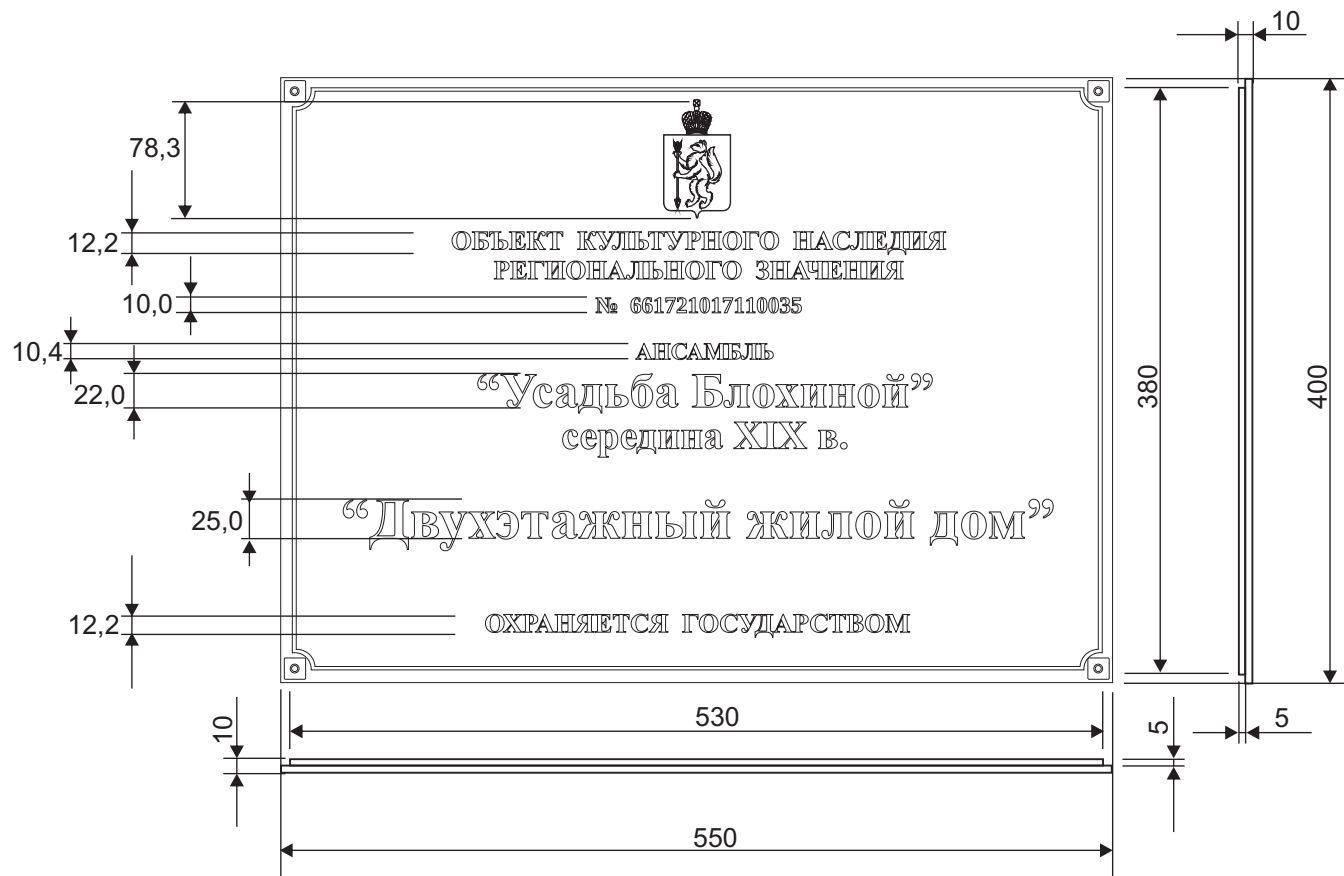 10
78,3
12,2
ОБЪЕКТ КУЛЬТУРНОГО НАСЛЕДИЯ
РЕГИОНАЛЬНОГО ЗНАЧЕНИЯ
10,0
№ 661721017110035
10,4
АНСАМБЛЬ
22,0
“Усадьба Блохиной”
380
400
середина XIX в.
25,0
“Двухэтажный жилой дом”
12,2
ОХРАНЯЕТСЯ ГОСУДАРСТВОМ
10
530
5
5
550